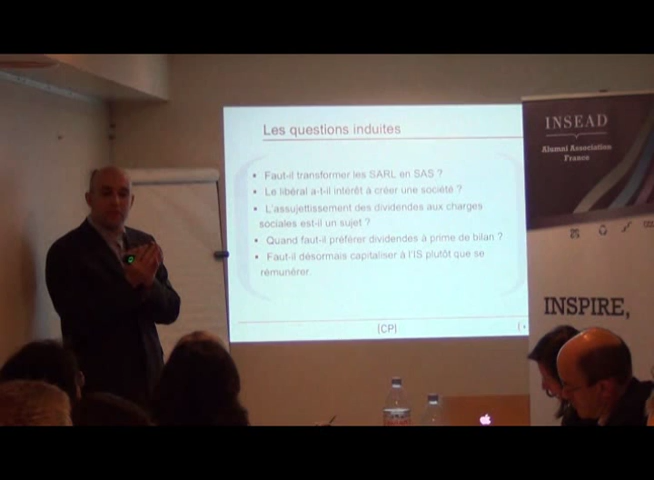 Les questions induites
• Faut-il transformer les SARL en SAS ?
• Le libéral a-t-il intérêt à créer une société ?
• L'assujettissement des dividendes aux charges
sociales est-il un sujet ?
• Quand faut-il préférer dividendes à prime de bilan ?
• Faut-il désormais capitaliser à l'IS plutôt que se
rémunérer.
[CP]
INSEAD
Alumni Association
France
INSPIRE,